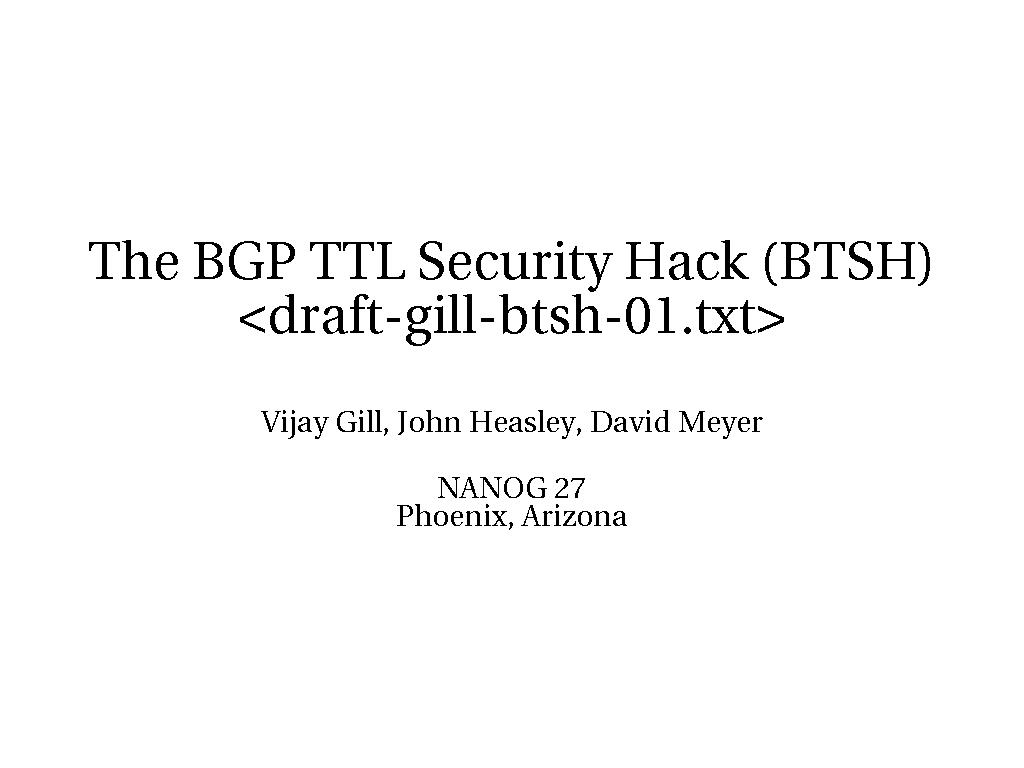 The BGP TTL Security Hack (BTSH)
<draft-gill-btsh-01.txt>
Vijay Gill, John Heasley, David Meyer
NANOG 27
Phoenix, Arizona